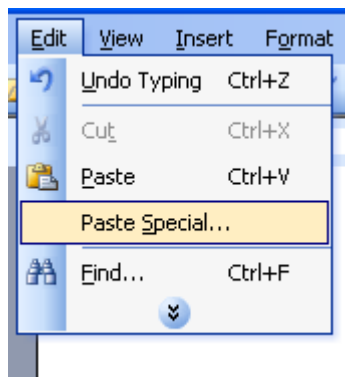 Edit View Insert Format
Undo Typing Ctrl+Z
Cut Ctrl+X
Paste Ctrl+V
Paste Special...
Find... Ctrl+F